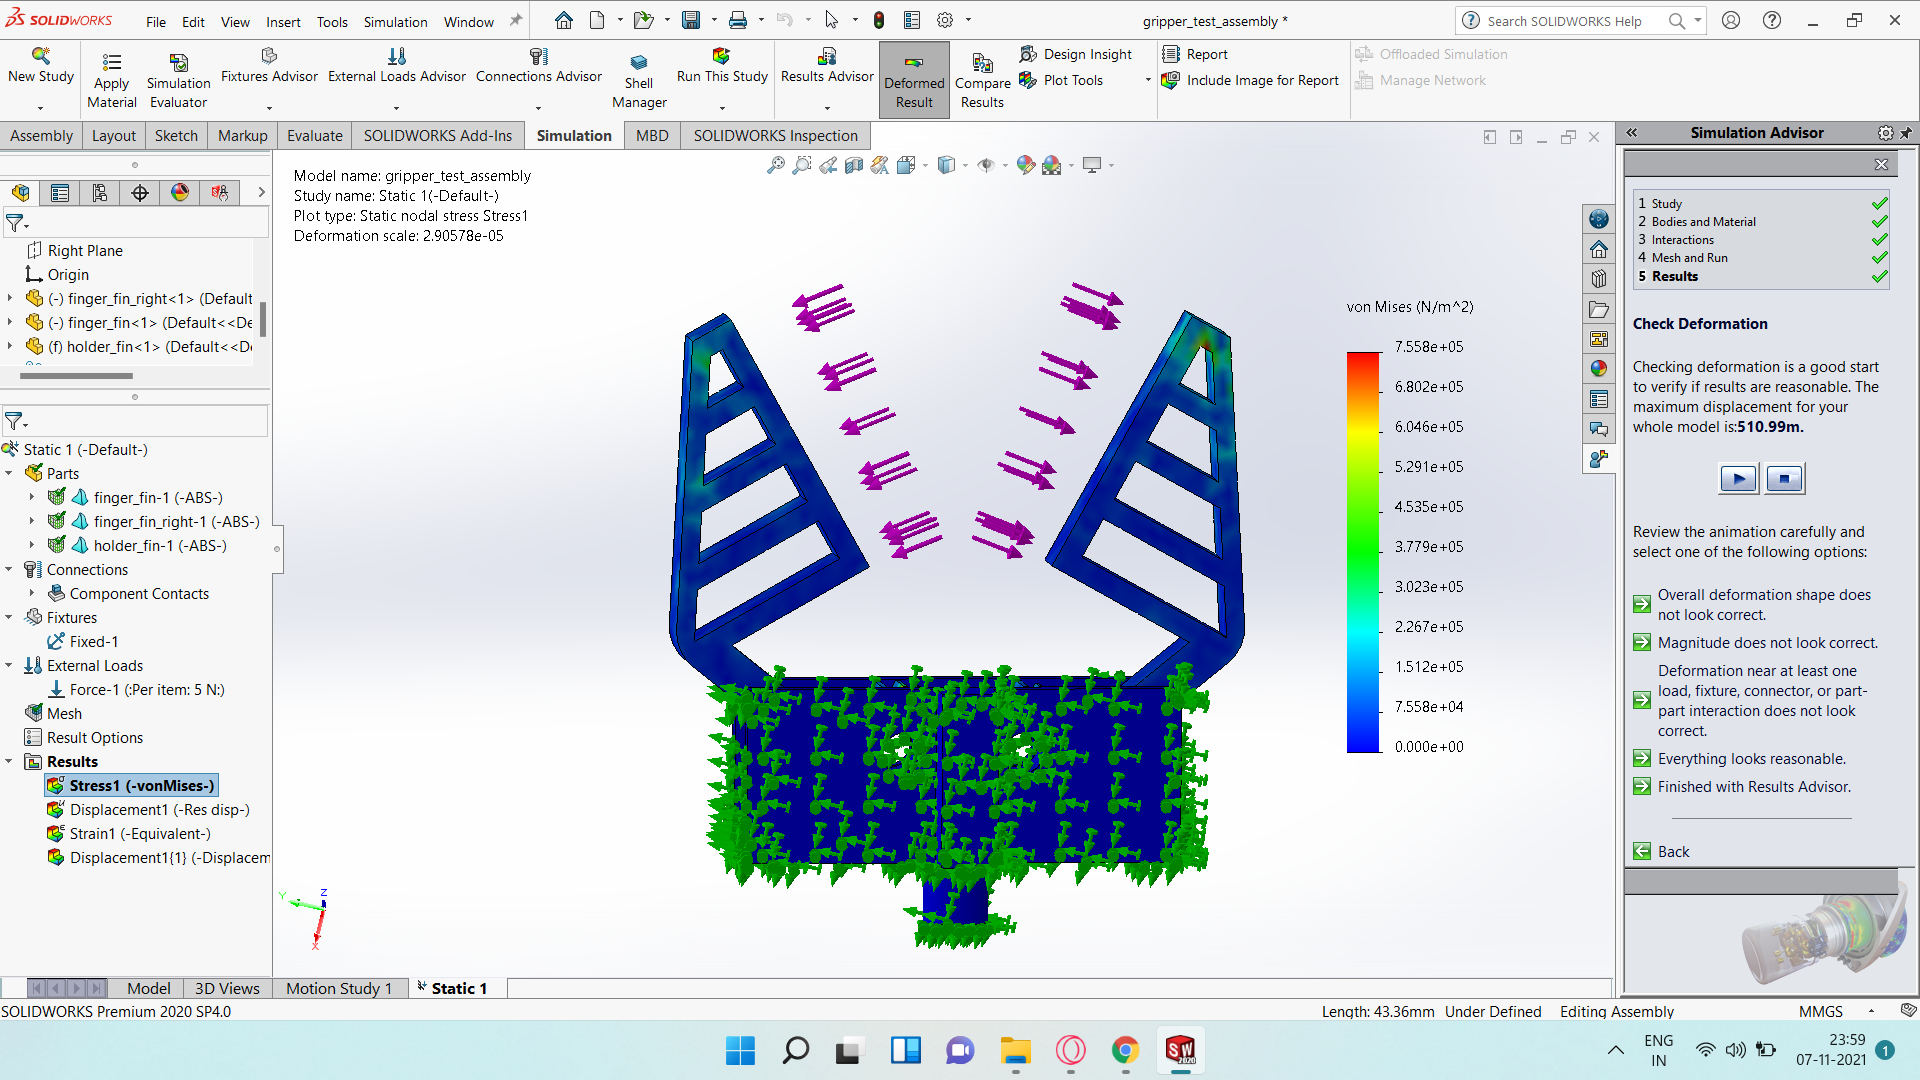 SOLIDWORKS File Edit View Insert Tools Simulation Window
gripper_test_assembly *
Search SOLIDWORKS Help
New Study
Apply Material
Simulation Evaluator
Fixtures Advisor
External Loads Advisor
Connections Advisor
Shell Manager
Run This Study
Results Advisor
Deformed Result
Compare Results
Design Insight
Plot Tools
Report
Include Image for Report
Offloaded Simulation
Manage Network
Assembly Layout Sketch Markup Evaluate SOLIDWORKS Add-Ins Simulation MBD SOLIDWORKS Inspection
Right Plane
Origin
(-) finger_fin_right<1> (Default
(-) finger_fin<1> (Default<<De
(f) holder_fin<1> (Default<<D
Static 1 (-Default-)
Parts
finger_fin-1 (-ABS-)
finger_fin_right-1 (-ABS-)
holder_fin-1 (-ABS-)
Connections
Component Contacts
Fixtures
Fixed-1
External Loads
Force-1 (:Per item: 5 N:)
Mesh
Result Options
Results
Stress1 (-vonMises-)
Displacement1 (-Res disp-)
Strain1 (-Equivalent-)
Displacement1{1} (-Displacem
Model name: gripper_test_assembly
Study name: Static 1(-Default-)
Plot type: Static nodal stress Stress1
Deformation scale: 2.90578e-05
von Mises (N/m^2)
7.558e+05
6.802e+05
6.046e+05
5.291e+05
4.535e+05
3.779e+05
3.023e+05
2.267e+05
1.512e+05
7.558e+04
0.000e+00
Y
Z
X
Simulation Advisor
1 Study
2 Bodies and Material
3 Interactions
4 Mesh and Run
5 Results
Check Deformation
Checking deformation is a good start
to verify if results are reasonable. The
maximum displacement for your
whole model is:510.99m.
Review the animation carefully and
select one of the following options:
Overall deformation shape does
not look correct.
Magnitude does not look correct.
Deformation near at least one
load, fixture, connector, or part-
part interaction does not look
correct.
Everything looks reasonable.
Finished with Results Advisor.
Back
Model 3D Views Motion Study 1 Static 1
SOLIDWORKS Premium 2020 SP4.0
Length: 43.36mm Under Defined Editing Assembly MMGS
SW
2020
ENG
IN
23:59
07-11-2021
1